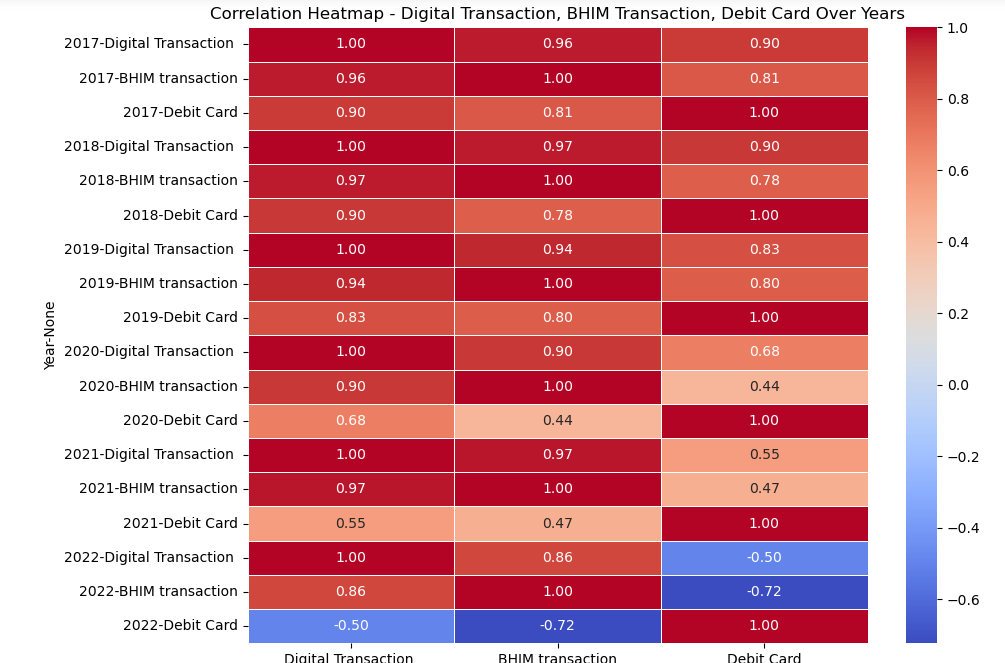 Correlation Heatmap - Digital Transaction, BHIM Transaction, Debit Card Over Years
2017-Digital Transaction 1.00 0.96 0.90
2017-BHIM transaction 0.96 1.00 0.81
2017-Debit Card 0.90 0.81 1.00
2018-Digital Transaction 1.00 0.97 0.90
2018-BHIM transaction 0.97 1.00 0.78
2018-Debit Card 0.90 0.78 1.00
2019-Digital Transaction 1.00 0.94 0.83
2019-BHIM transaction 0.94 1.00 0.80
2019-Debit Card 0.83 0.80 1.00
2020-Digital Transaction 1.00 0.90 0.68
2020-BHIM transaction 0.90 1.00 0.44
2020-Debit Card 0.68 0.44 1.00
2021-Digital Transaction 1.00 0.97 0.55
2021-BHIM transaction 0.97 1.00 0.47
2021-Debit Card 0.55 0.47 1.00
2022-Digital Transaction 1.00 0.86 -0.50
2022-BHIM transaction 0.86 1.00 -0.72
2022-Debit Card -0.50 -0.72 1.00
Year-None
Digital Transaction BHIM transaction Debit Card
1.0
0.8
0.6
0.4
0.2
0.0
−0.2
−0.4
−0.6